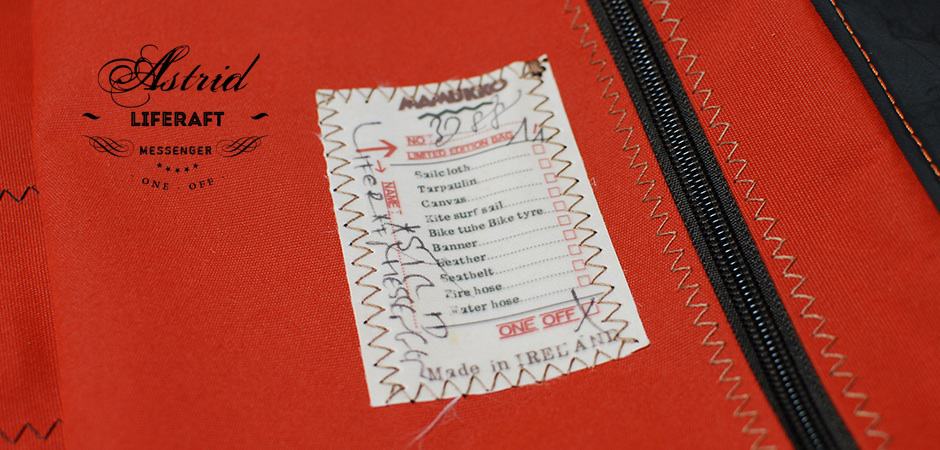 Astrid
LIFERAFT
MESSENGER
ONE - OFF
MAMUKKO
NO :
LIMITED EDITION BAG
NAME :
Sailcloth
Tarpaulin
Canvas
Kite surf sail
Bike tube Bike tyre
Banner
Leather
Seatbelt
Fire hose
Water hose
ONE OFF X
Made in IRELAND
ASTRID